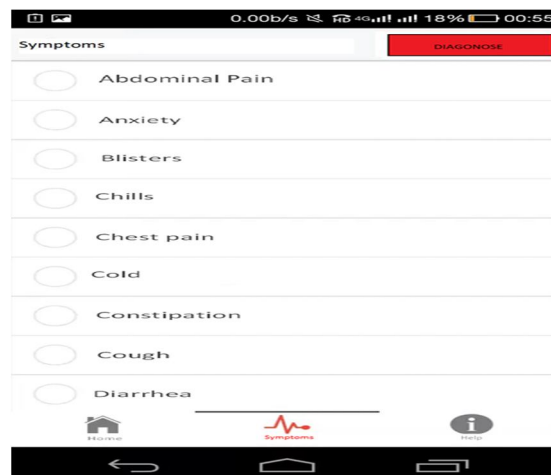 0.00b/s 4G 18% 00:55
Symptoms DIAGONOSE
Abdominal Pain
Anxiety
Blisters
Chills
Chest pain
Cold
Constipation
Cough
Diarrhea
Home Symptoms Help